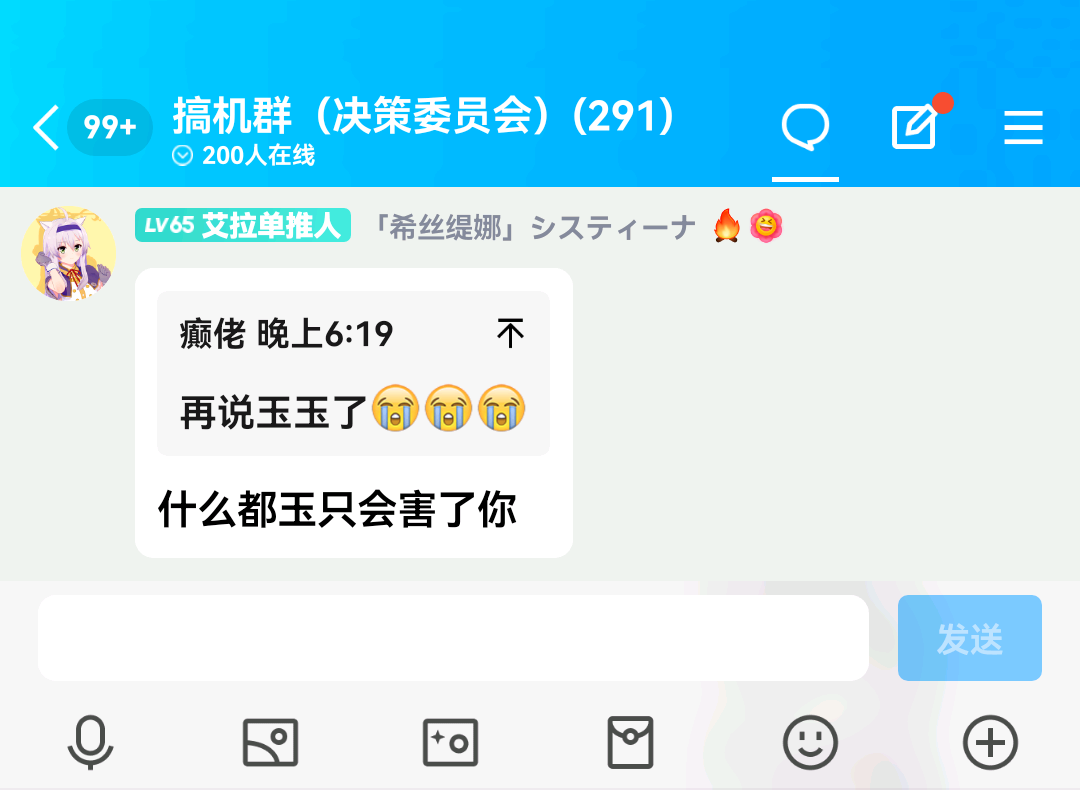 99+
搞机群（决策委员会）(291)
200人在线
LV65 艾拉单推人 「希丝缇娜」システィーナ 🔥
癫佬 晚上6:19
再说玉玉了😭😭😭
什么都玉只会害了你
发送